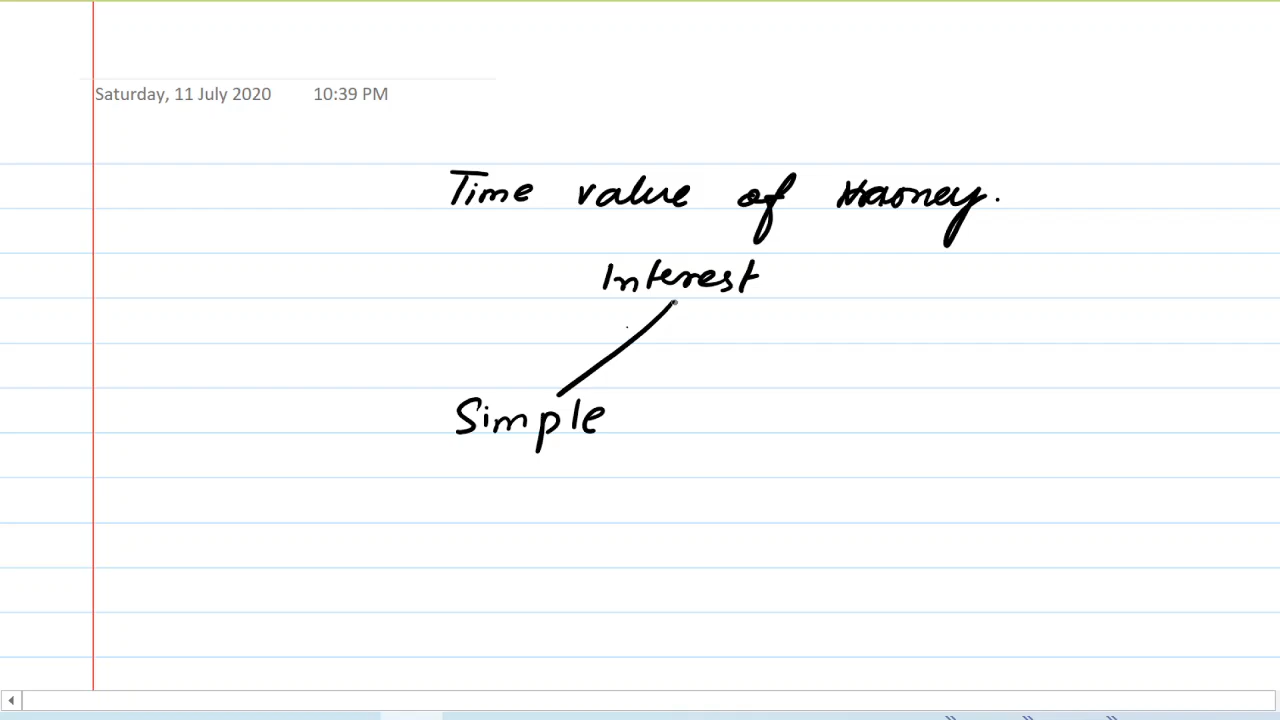 Saturday, 11 July 2020 10:39 PM
Time value of Money.
Interest
Simple